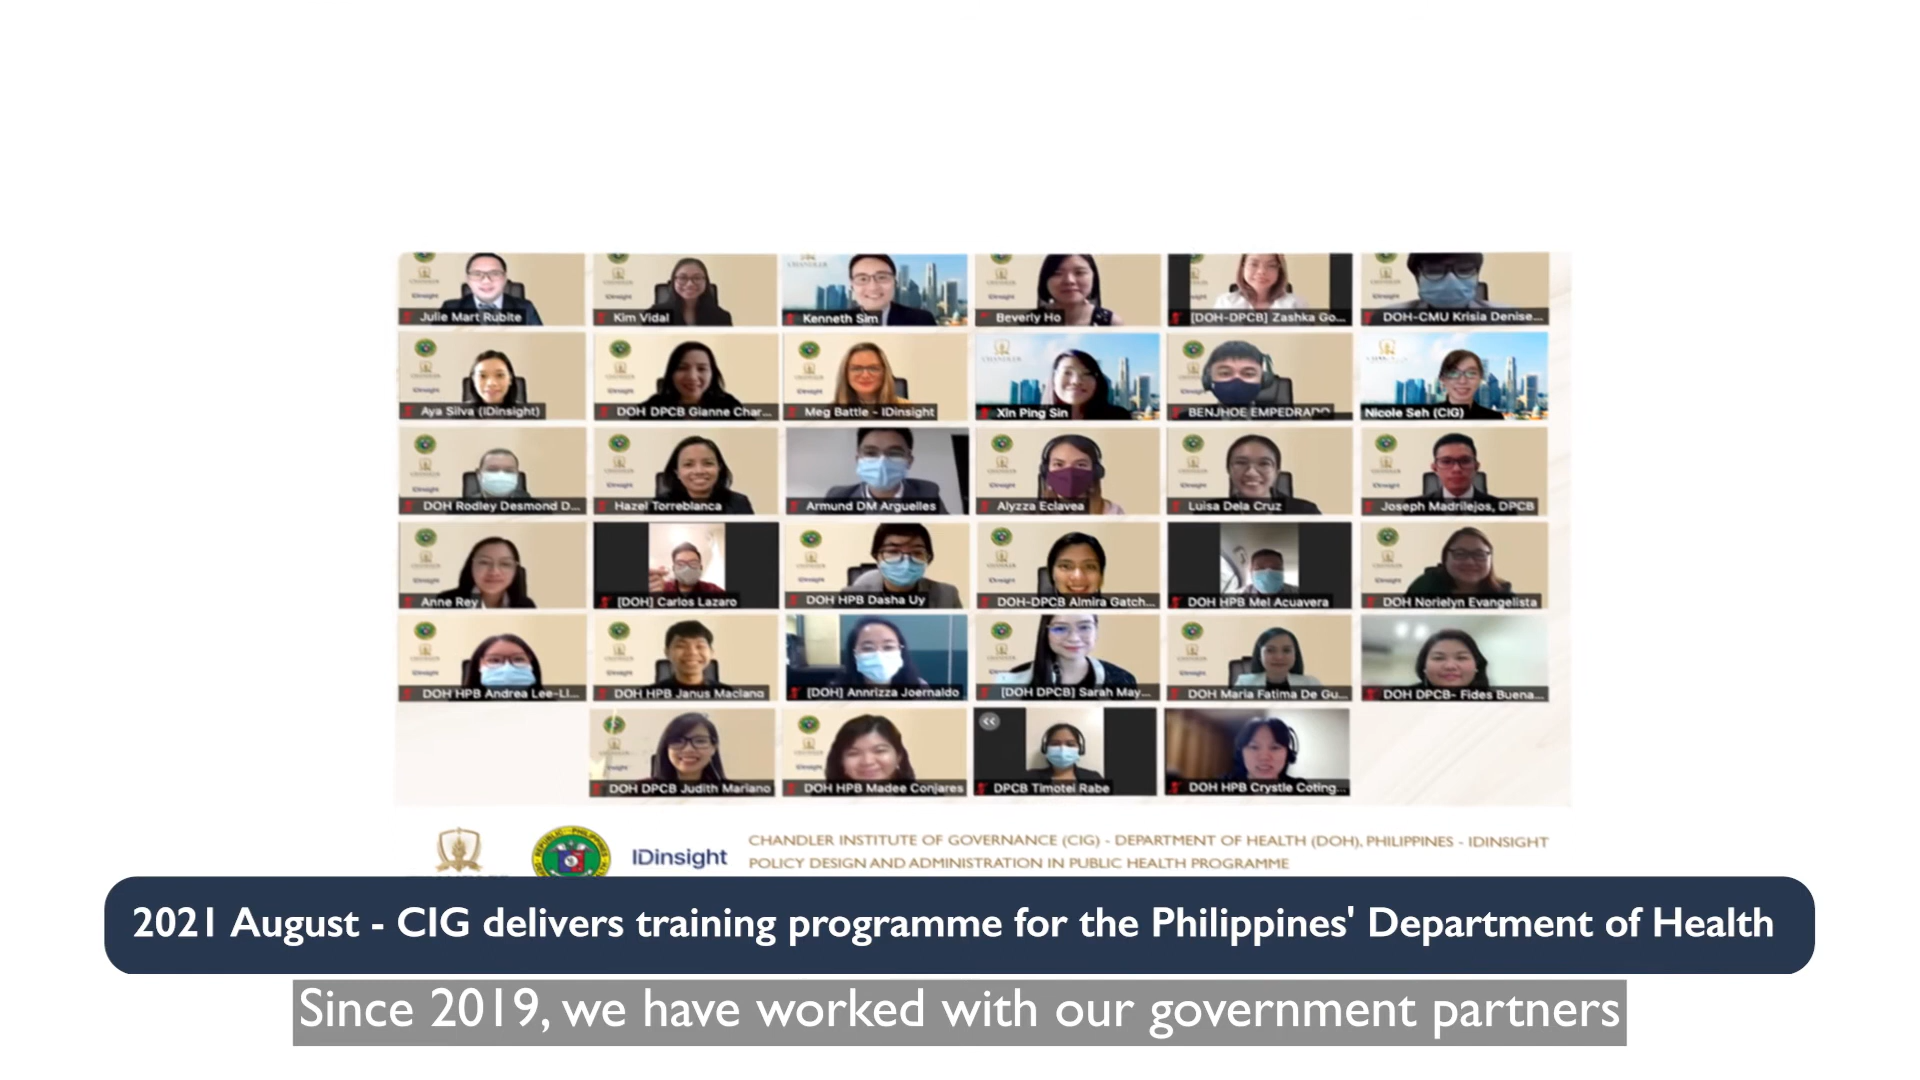 Julie Mart Rubite
Kim Vidal
Kenneth Sim
Beverly Ho
[DOH-DPCB] Zashka Go...
DOH-CMU Krisia Denise...
Aya Silva (IDinsight)
DOH DPCB Gianne Char...
Meg Battle - IDinsight
Xin Ping Sin
BENJHOE EMPEDRADO
Nicole Seh (CIG)
DOH Rodley Desmond D...
Hazel Torreblanca
Armund DM Arguelles
Alyzza Eclavea
Luisa Dela Cruz
Joseph Madrilejos, DPCB
Anne Rey
[DOH] Carlos Lazaro
DOH HPB Dasha Uy
DOH-DPCB Almira Gatch...
DOH HPB Mel Acuavera
DOH Norielyn Evangelista
DOH HPB Andrea Lee-Ll...
DOH HPB Janus Maclang
[DOH] Annrizza Joernaldo
[DOH DPCB] Sarah May...
DOH Maria Fatima De Gu...
DOH DPCB- Fides Buena...
DOH DPCB Judith Mariano
DOH HPB Madee Conjares
DPCB Timotei Rabe
DOH HPB Crystle Coting...
IDinsight
CHANDLER INSTITUTE OF GOVERNANCE (CIG) - DEPARTMENT OF HEALTH (DOH), PHILIPPINES - IDINSIGHT
POLICY DESIGN AND ADMINISTRATION IN PUBLIC HEALTH PROGRAMME
2021 August - CIG delivers training programme for the Philippines' Department of Health
Since 2019, we have worked with our government partners